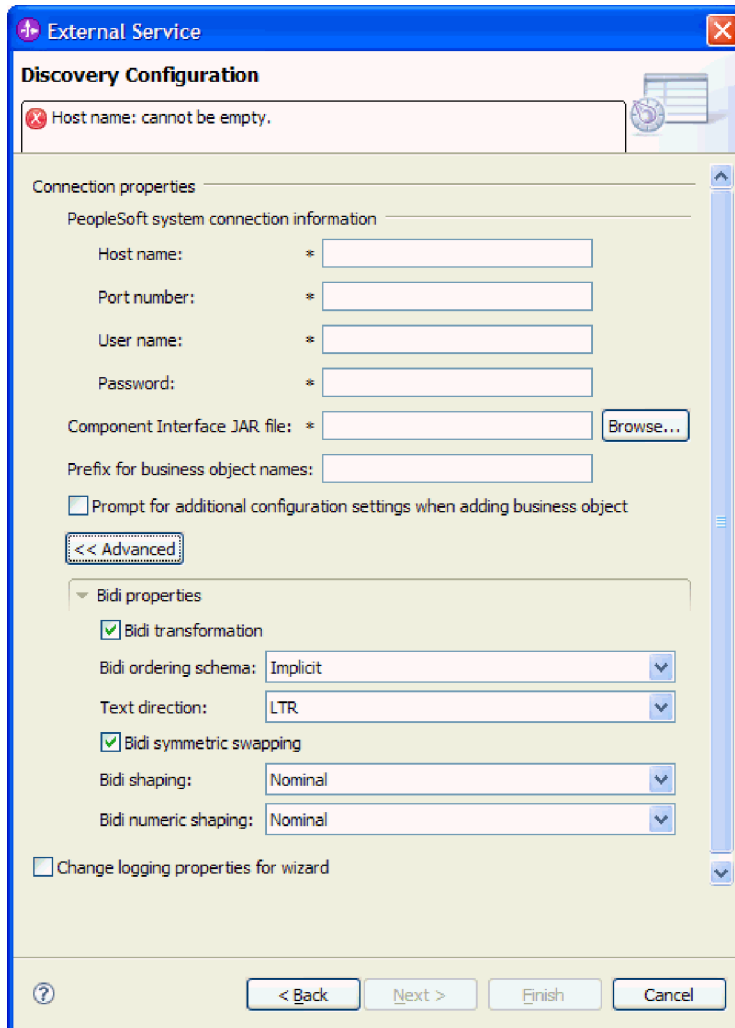 External Service
Discovery Configuration
Host name: cannot be empty.
Connection properties
PeopleSoft system connection information
Host name: *
Port number: *
User name: *
Password: *
Component Interface JAR file: * Browse...
Prefix for business object names:
Prompt for additional configuration settings when adding business object
<< Advanced
Bidi properties
Bidi transformation
Bidi ordering schema: Implicit
Text direction: LTR
Bidi symmetric swapping
Bidi shaping: Nominal
Bidi numeric shaping: Nominal
Change logging properties for wizard
? < Back Next > Finish Cancel